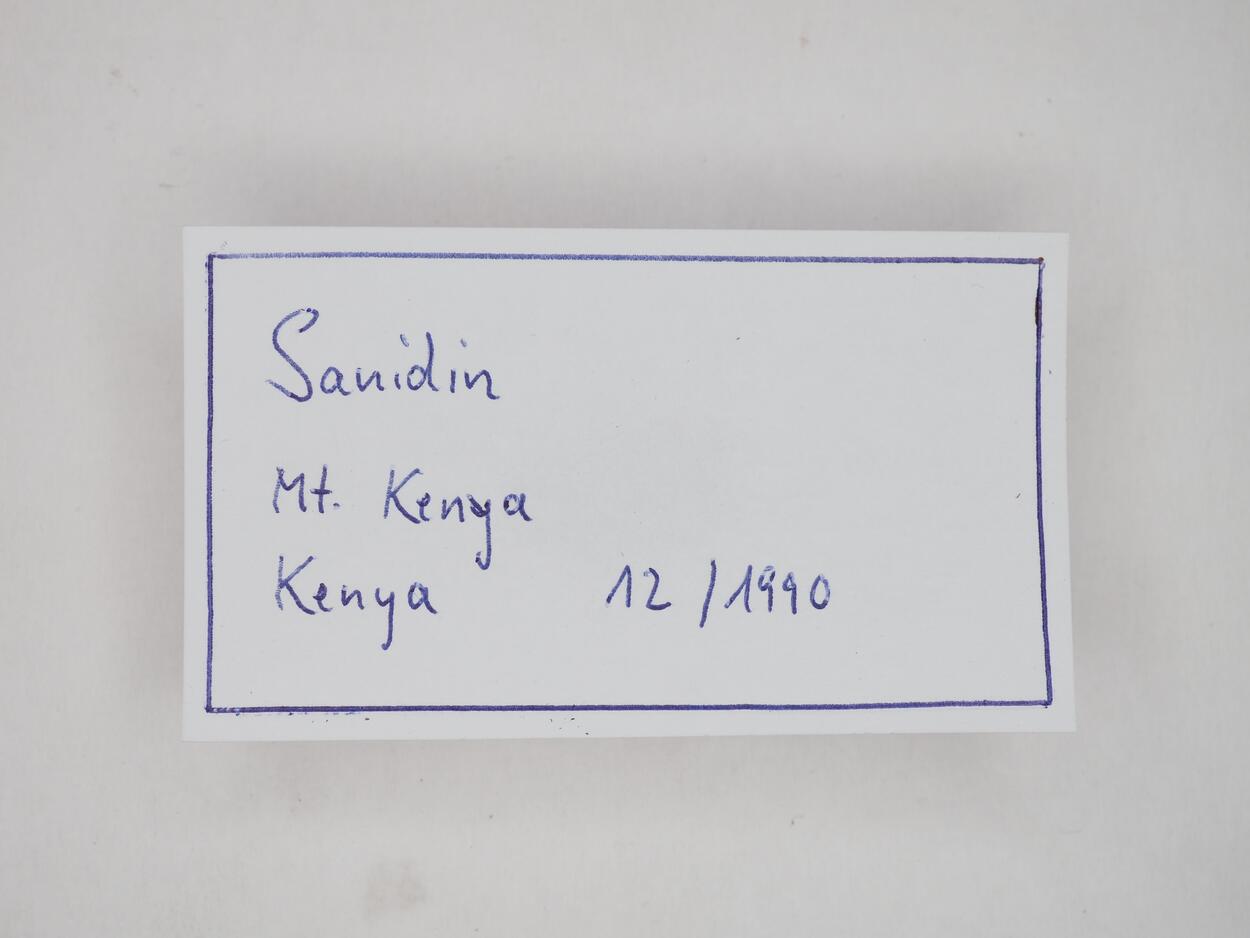 Sanidin
Mt. Kenya
Kenya 12 / 1990